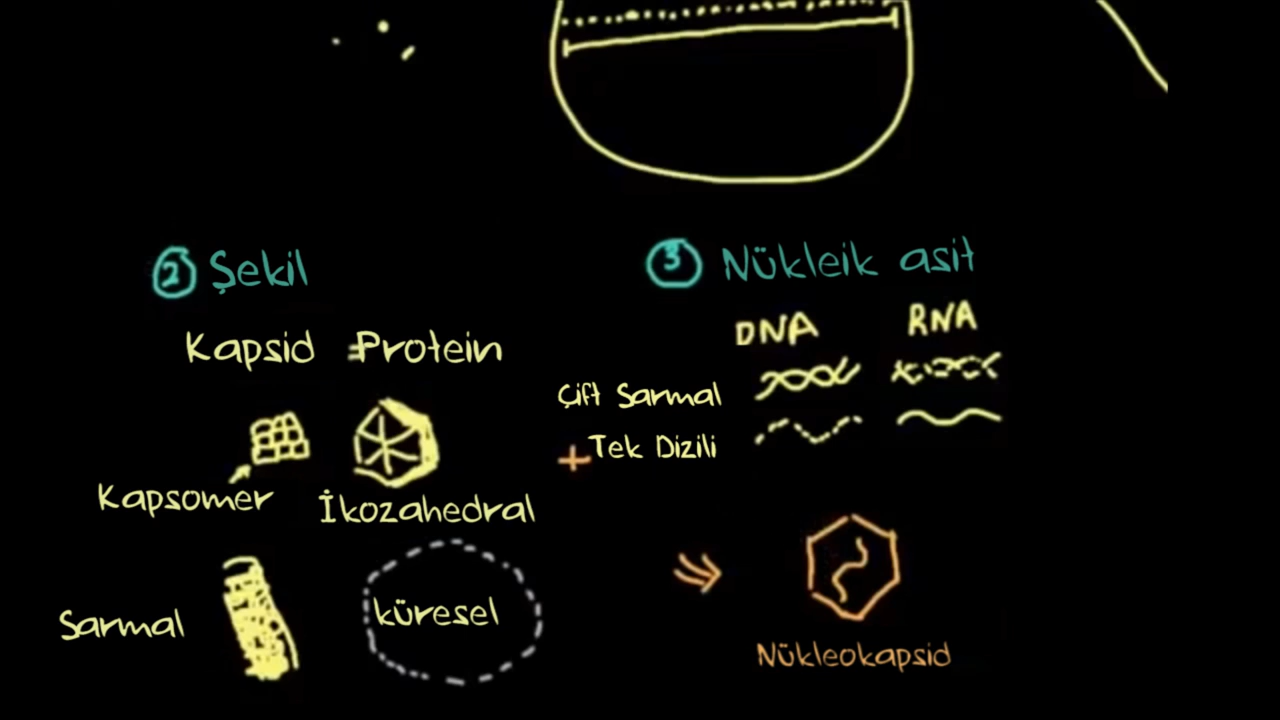 2 Şekil
Kapsid =Protein
Kapsomer
İkozahedral
Sarmal
küresel
3 Nükleik asit
DNA RNA
Çift Sarmal
+Tek Dizili
Nükleokapsid